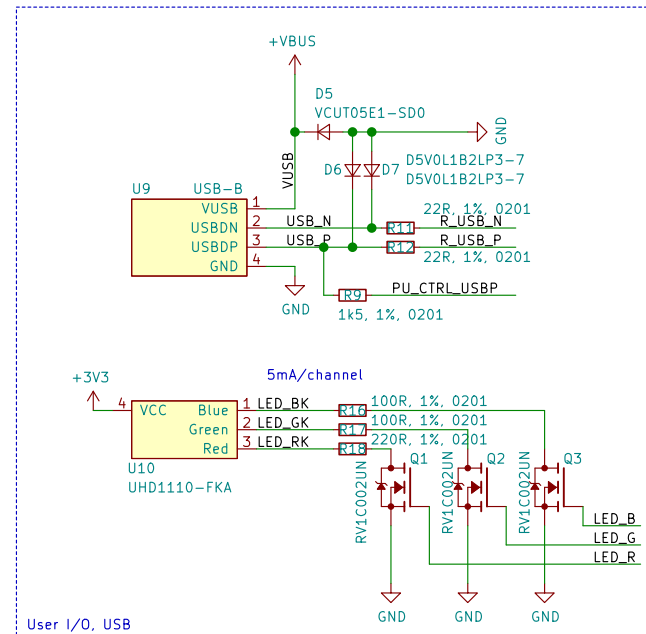 +VBUS
D5
VCUT05E1-SD0
GND
VUSB
D6
D7
D5V0L1B2LP3-7
D5V0L1B2LP3-7
U9
USB-B
VUSB
1
USBDN
2
USB_N
22R, 1%, 0201
R11
R_USB_N
USBDP
3
USB_P
R12
R_USB_P
22R, 1%, 0201
GND
4
GND
R9
PU_CTRL_USBP
1k5, 1%, 0201
+3V3
5mA/channel
4
VCC
Blue
1
LED_BK
R16
100R, 1%, 0201
Green
2
LED_GK
R17
100R, 1%, 0201
Red
3
LED_RK
R18
220R, 1%, 0201
U10
UHD1110-FKA
Q1
RV1C002UN
Q2
RV1C002UN
Q3
RV1C002UN
LED_B
LED_G
LED_R
GND
GND
GND
User I/O, USB